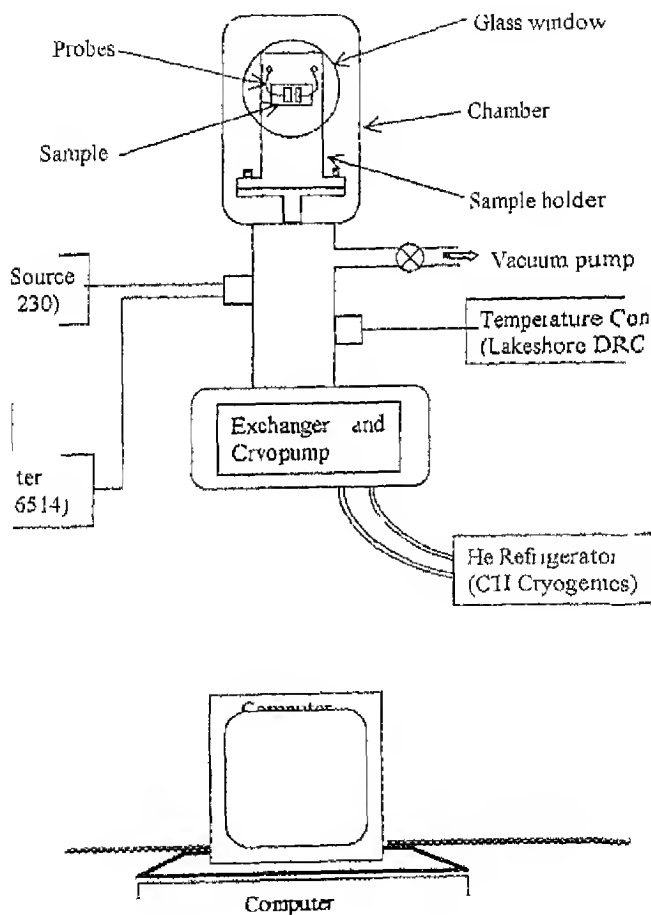 Glass window
Probes
Chamber
Sample
Sample holder
Vacuum pump
Source
230)
Temperature Con
(Lakeshore DRC
Exchanger and
Cryopump
ter
6514)
He Refrigerator
(CTI Cryogenics)
Computer
Computer